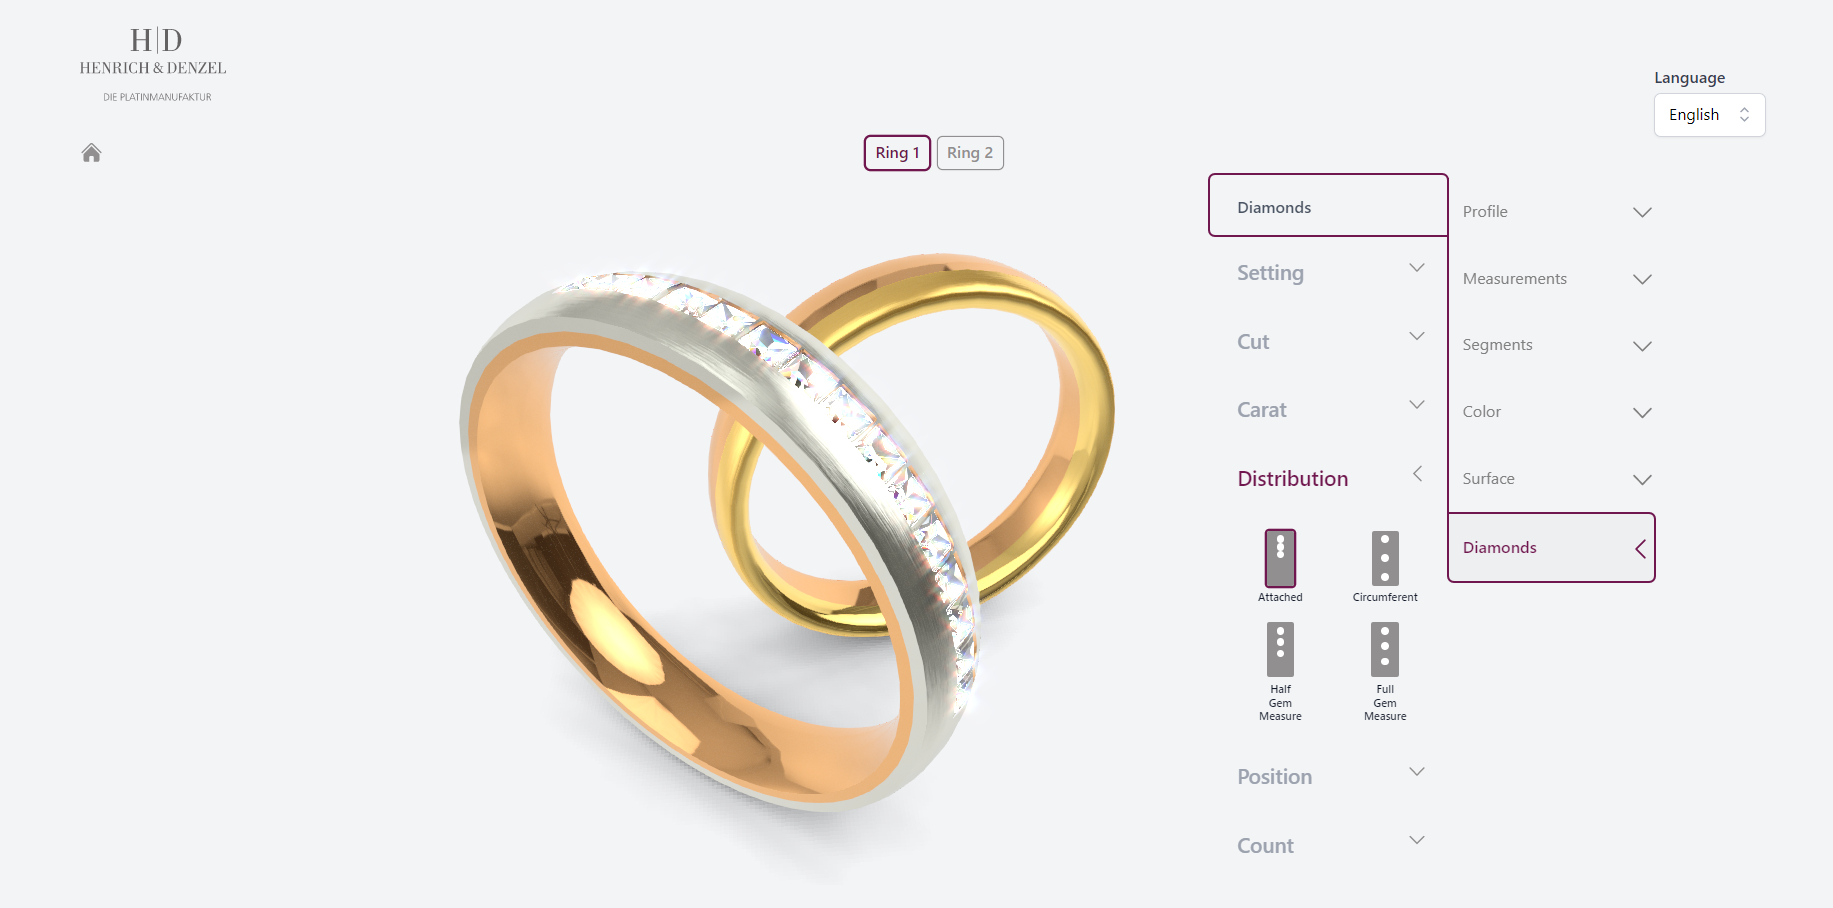 H|D
HENRICH & DENZEL
DIE PLATINMANUFAKTUR
Language
English
Ring 1
Ring 2
Diamonds
Setting
Cut
Carat
Distribution
Attached
Circumferent
Half
Gem
Measure
Full
Gem
Measure
Position
Count
Profile
Measurements
Segments
Color
Surface
Diamonds